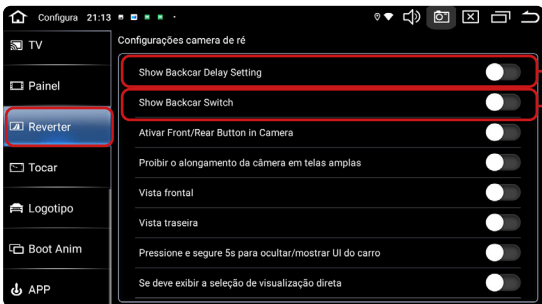 Configura 21:13
TV
Painel
Reverter
Tocar
Logotipo
Boot Anim
APP
Configurações camera de ré
Show Backcar Delay Setting
Show Backcar Switch
Ativar Front/Rear Button in Camera
Proibir o alongamento da câmera em telas amplas
Vista frontal
Vista traseira
Pressione e segure 5s para ocultar/mostrar UI do carro
Se deve exibir a seleção de visualização direta